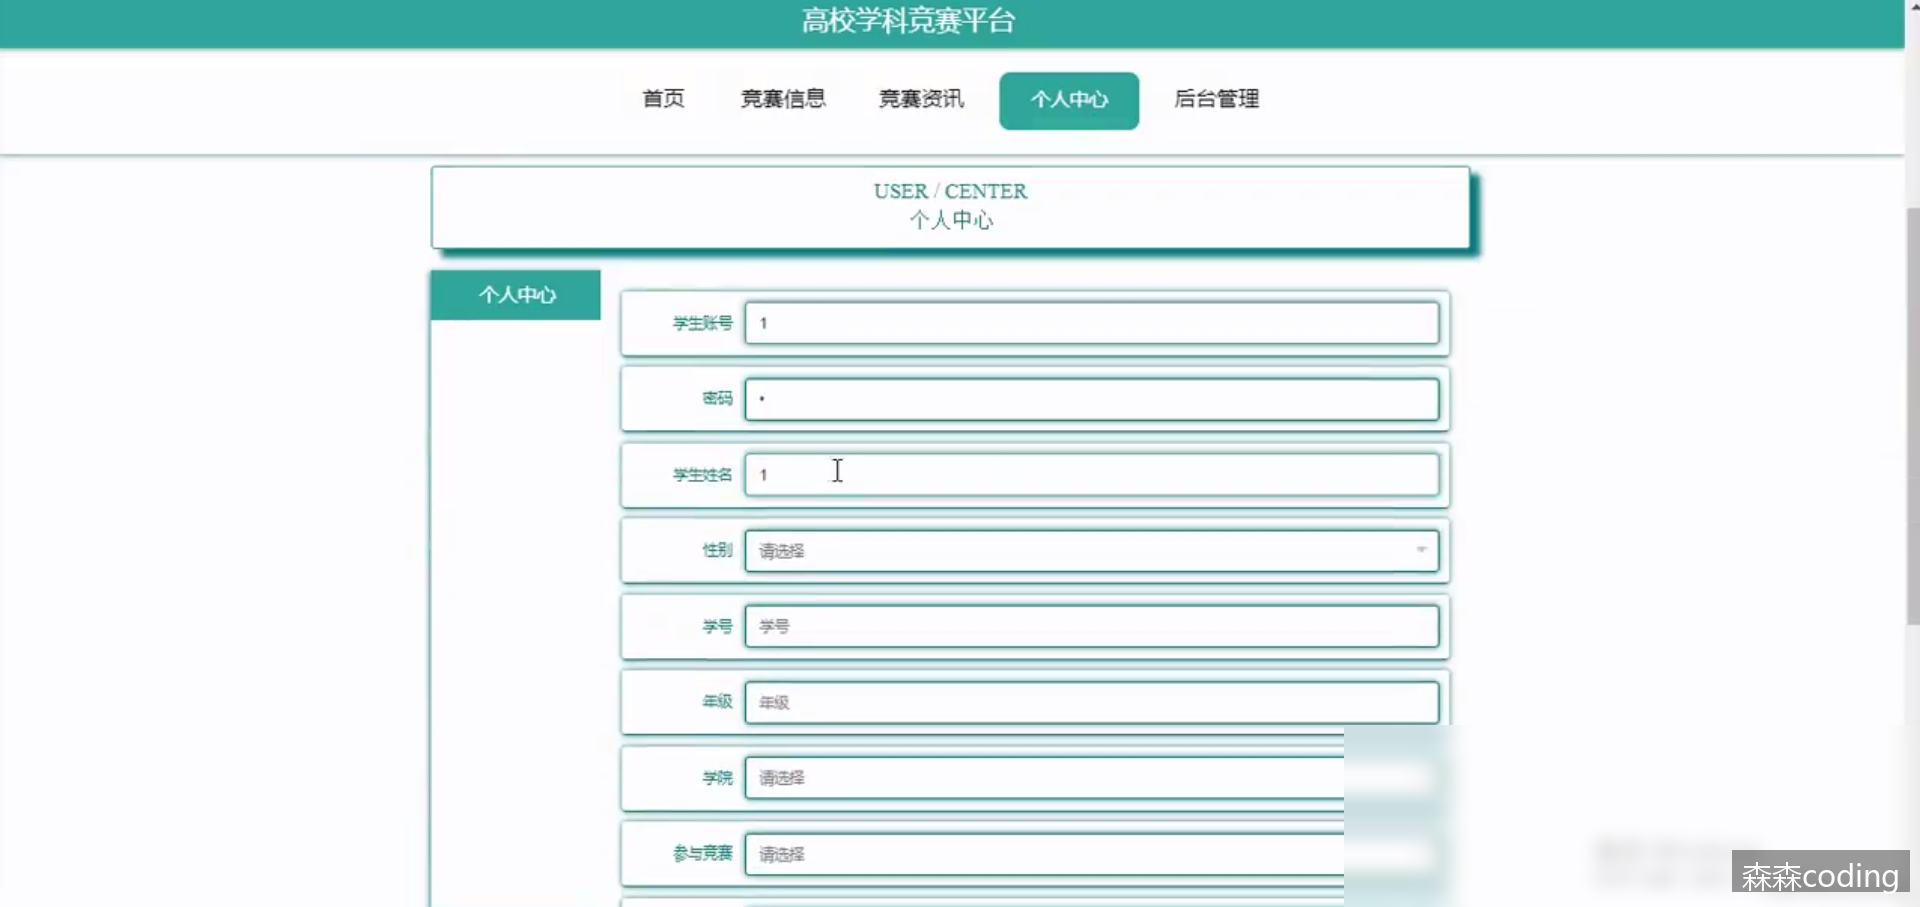 高校学科竞赛平台
首页 竞赛信息 竞赛资讯 个人中心 后台管理
USER / CENTER
个人中心
个人中心
学生账号 1
密码 •
学生姓名 1
性别 请选择
学号 学号
年级 年级
学院 请选择
参与竞赛 请选择
森森coding